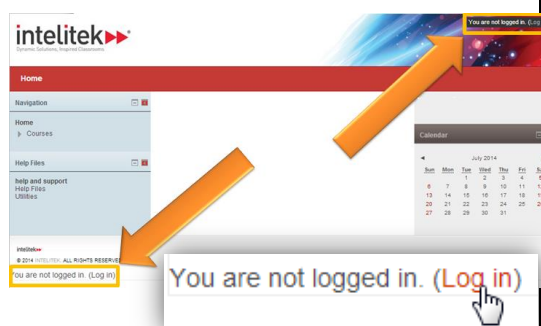 You are not logged in. (Log
intelitek
Dynamic Solutions, Inspired Classrooms
Home
Navigation
Home
Courses
Help Files
help and support
Help Files
Utilities
Calendar
July 2014
Sun Mon Tue Wed Thu Fri
1 2 3 4
6 7 8 9 10 11
13 14 15 16 17 18
20 21 22 23 24 25
27 28 29 30 31
intelitek
© 2014 INTELITEK. ALL RIGHTS RESERVED
You are not logged in. (Log in)
You are not logged in. (Log in)